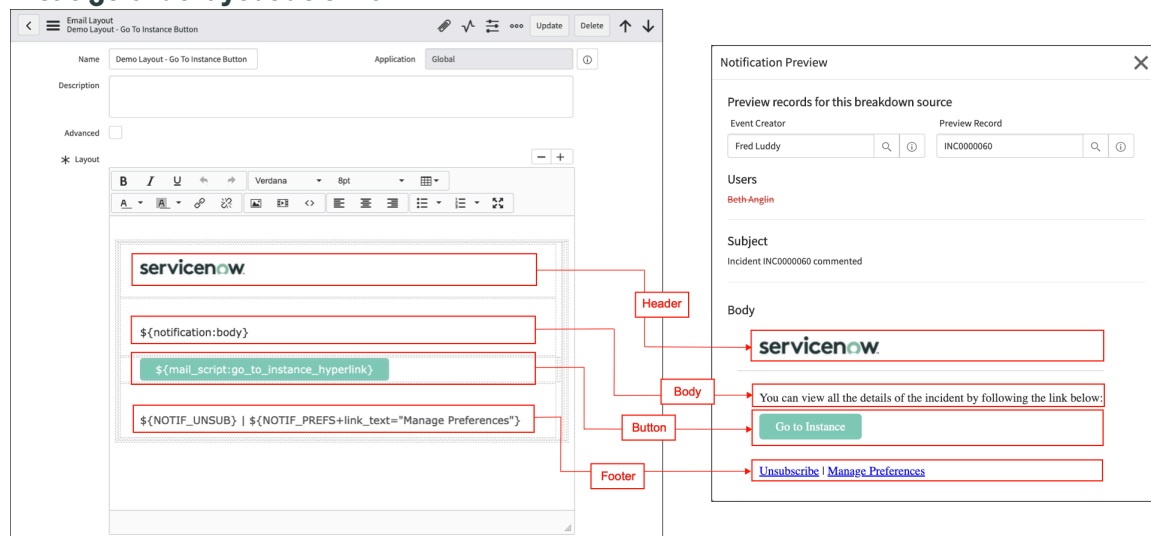 Email Layout
Demo Layout - Go To Instance Button
Update
Delete
Name
Demo Layout - Go To Instance Button
Application
Global
Description
Advanced
Layout
B I U
Verdana
8pt
A
A
servicenow
${notification:body}
${mail_script:go_to_instance_hyperlink}
${NOTIF_UNSUB} | ${NOTIF_PREFS+link_text="Manage Preferences"}
Header
Body
Button
Footer
Notification Preview
Preview records for this breakdown source
Event Creator
Preview Record
Fred Luddy
INC0000060
Users
Beth Anglin
Subject
Incident INC0000060 commented
Body
servicenow
You can view all the details of the incident by following the link below:
Go to Instance
Unsubscribe | Manage Preferences